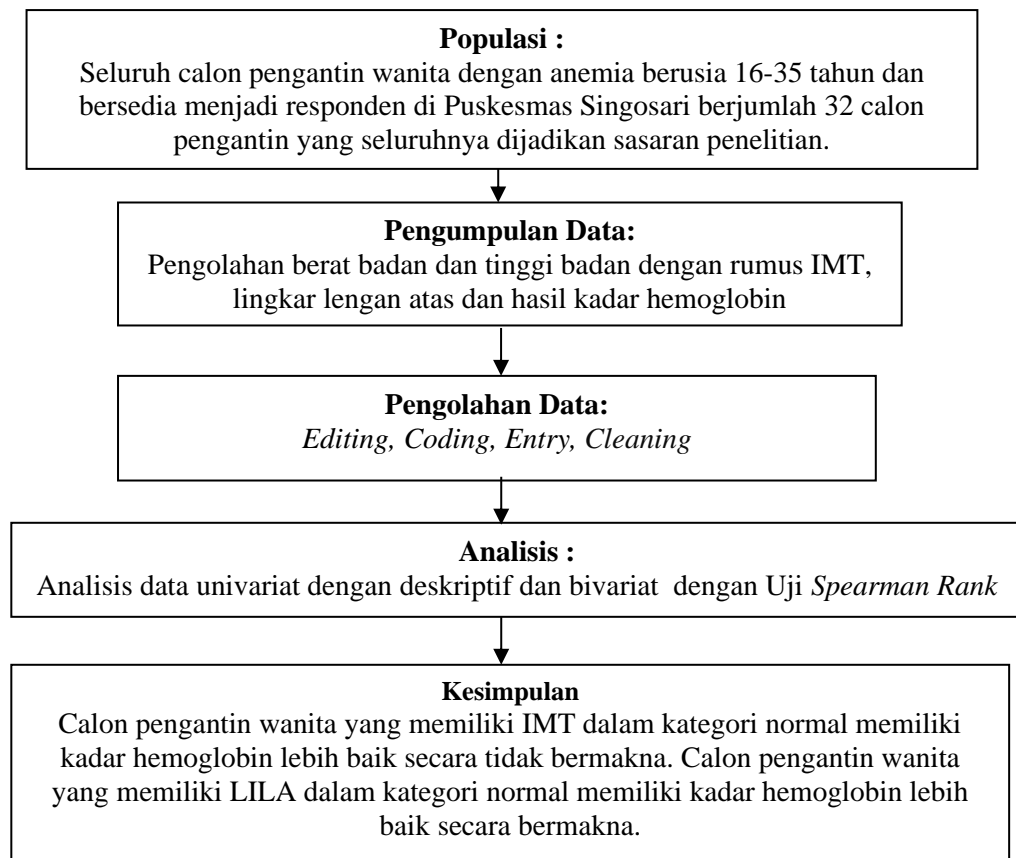 Populasi :
Seluruh calon pengantin wanita dengan anemia berusia 16-35 tahun dan
bersedia menjadi responden di Puskesmas Singosari berjumlah 32 calon
pengantin yang seluruhnya dijadikan sasaran penelitian.
Pengumpulan Data:
Pengolahan berat badan dan tinggi badan dengan rumus IMT,
lingkar lengan atas dan hasil kadar hemoglobin
Pengolahan Data:
Editing, Coding, Entry, Cleaning
Analisis :
Analisis data univariat dengan deskriptif dan bivariat dengan Uji Spearman Rank
Kesimpulan
Calon pengantin wanita yang memiliki IMT dalam kategori normal memiliki
kadar hemoglobin lebih baik secara tidak bermakna. Calon pengantin wanita
yang memiliki LILA dalam kategori normal memiliki kadar hemoglobin lebih
baik secara bermakna.